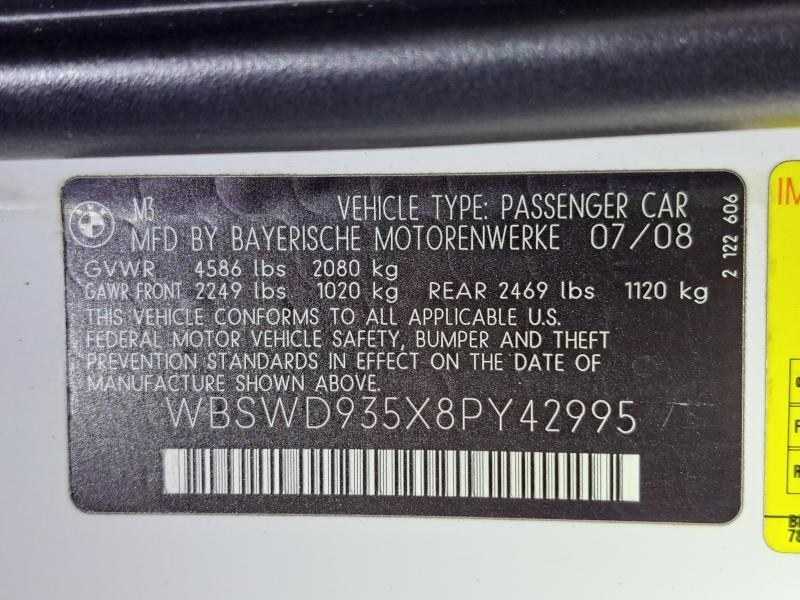 M3 VEHICLE TYPE: PASSENGER CAR
MFD BY BAYERISCHE MOTORENWERKE 07/08
GVWR 4586 lbs 2080 kg
GAWR FRONT 2249 lbs 1020 kg REAR 2469 lbs 1120 kg
THIS VEHICLE CONFORMS TO ALL APPLICABLE U.S.
FEDERAL MOTOR VEHICLE SAFETY, BUMPER AND THEFT
PREVENTION STANDARDS IN EFFECT ON THE DATE OF
MANUFACTURE SHOWN ABOVE:
WBSWD935X8PY42995
2 122 606
IM
F
R
78